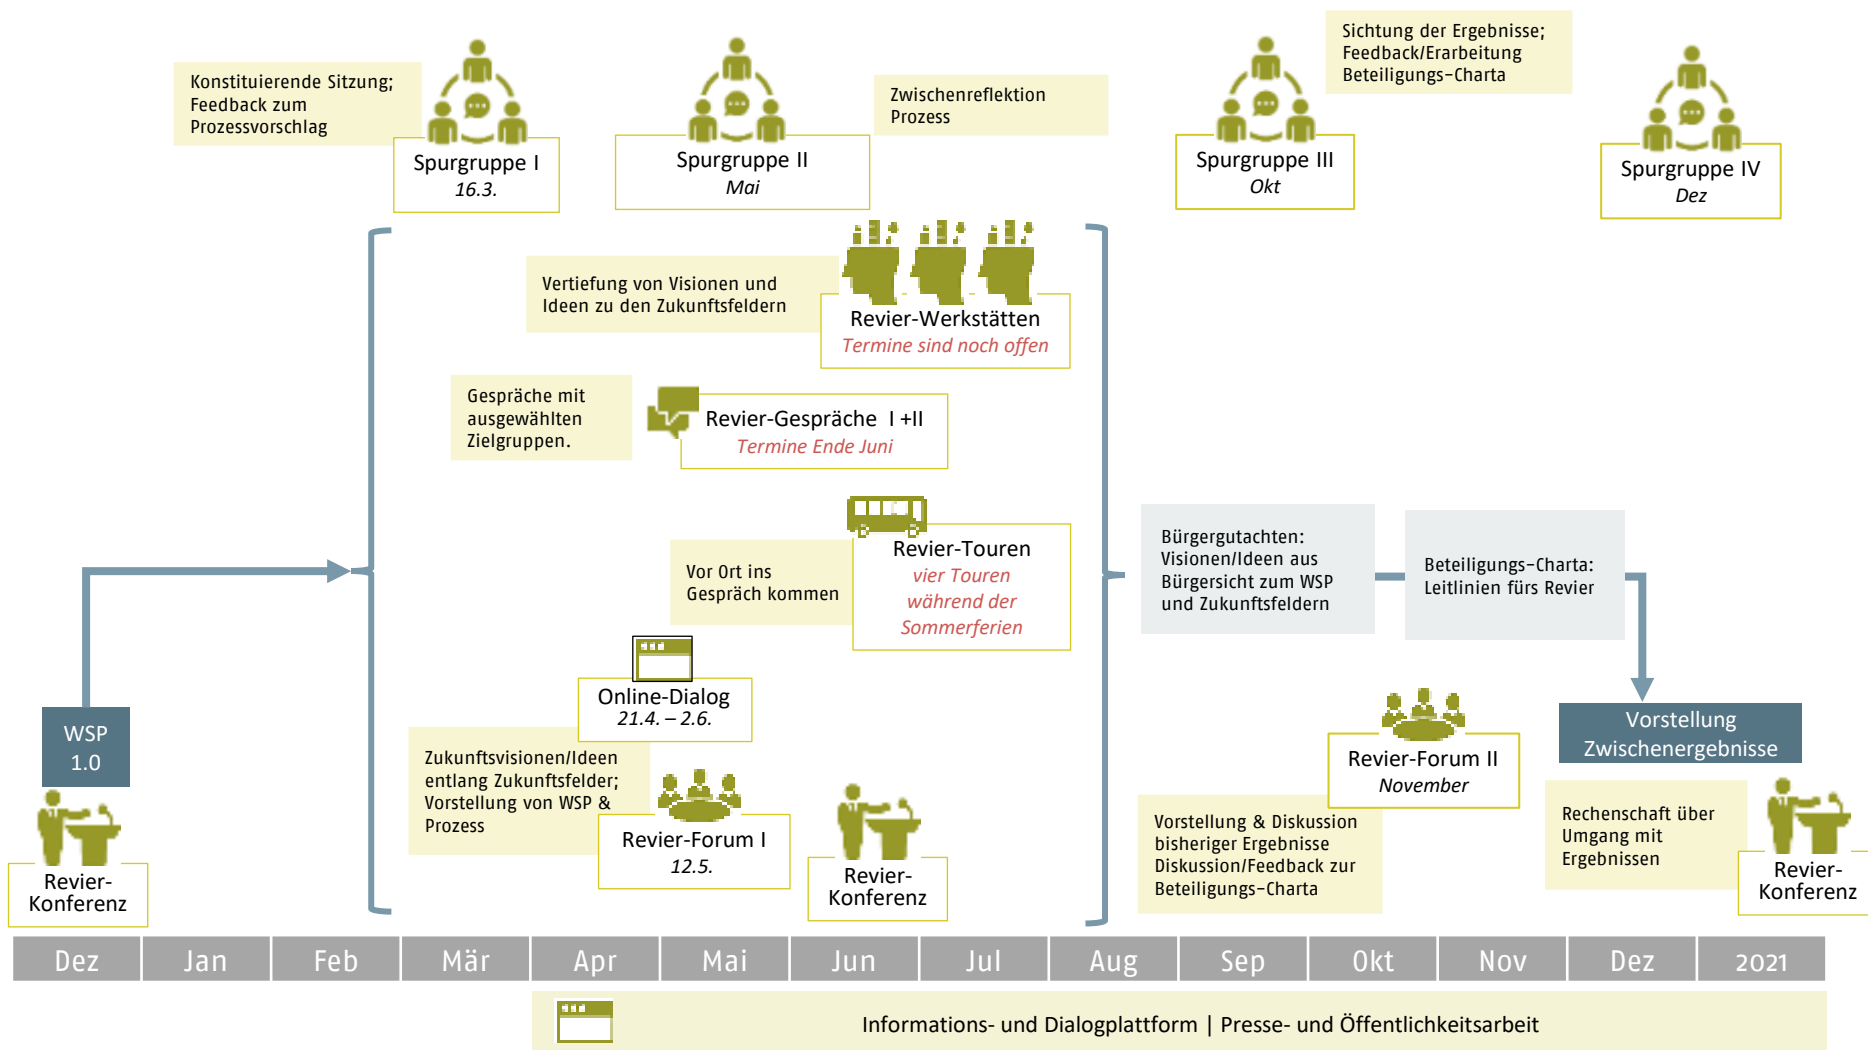 Konstituierende Sitzung;
Feedback zum
Prozessvorschlag
Spurgruppe I
16.3.
Spurgruppe II
Mai
Zwischenreflektion
Prozess
Spurgruppe III
Okt
Sichtung der Ergebnisse;
Feedback/Erarbeitung
Beteiligungs-Charta
Spurgruppe IV
Dez
Vertiefung von Visionen und
Ideen zu den Zukunftsfeldern
Revier-Werkstätten
Termine sind noch offen
Gespräche mit
ausgewählten
Zielgruppen.
Revier-Gespräche I +II
Termine Ende Juni
Vor Ort ins
Gespräch kommen
Revier-Touren
vier Touren
während der
Sommerferien
Online-Dialog
21.4. – 2.6.
Zukunftsvisionen/Ideen
entlang Zukunftsfelder;
Vorstellung von WSP &
Prozess
Revier-Forum I
12.5.
Revier-
Konferenz
WSP
1.0
Revier-
Konferenz
Bürgergutachten:
Visionen/Ideen aus
Bürgersicht zum WSP
und Zukunftsfeldern
Beteiligungs-Charta:
Leitlinien fürs Revier
Revier-Forum II
November
Vorstellung & Diskussion
bisheriger Ergebnisse
Diskussion/Feedback zur
Beteiligungs-Charta
Vorstellung
Zwischenergebnisse
Rechenschaft über
Umgang mit
Ergebnissen
Revier-
Konferenz
Dez Jan Feb Mär Apr Mai Jun Jul Aug Sep Okt Nov Dez 2021
Informations- und Dialogplattform | Presse- und Öffentlichkeitsarbeit